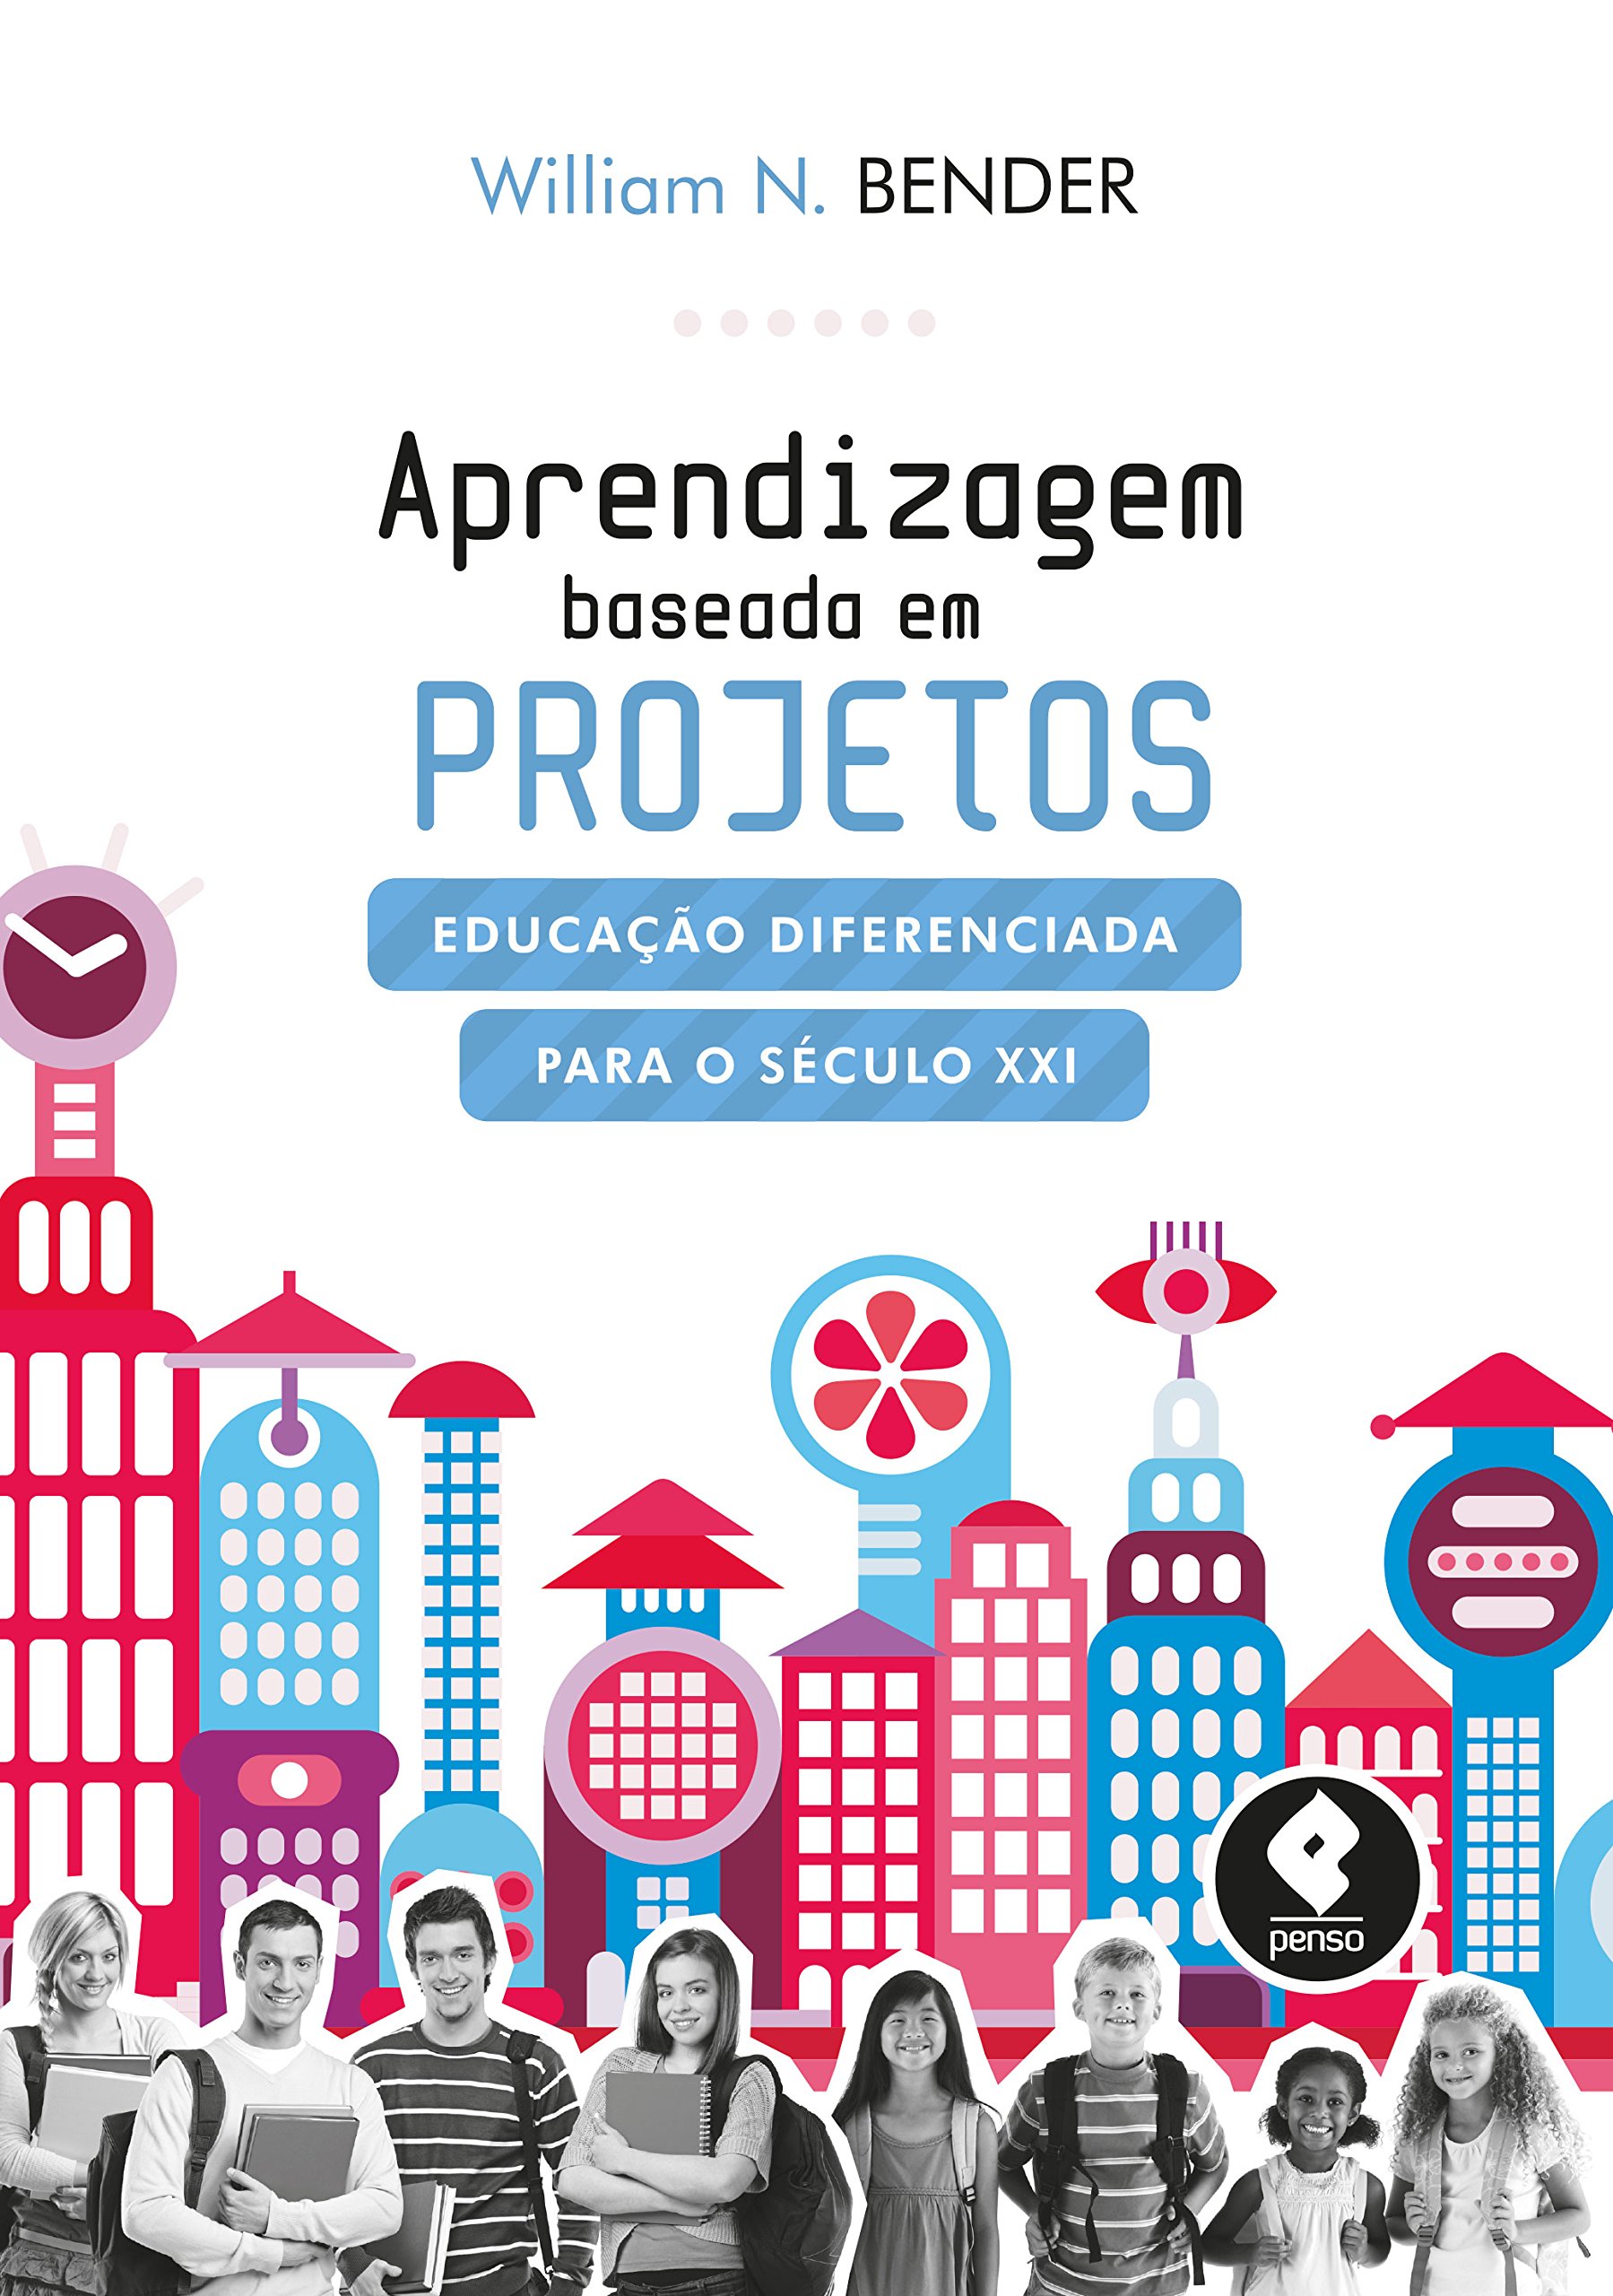 William N. BENDER
Aprendizagem
baseada em
PROJETOS
EDUCAÇÃO DIFERENCIADA
PARA O SÉCULO XXI
penso